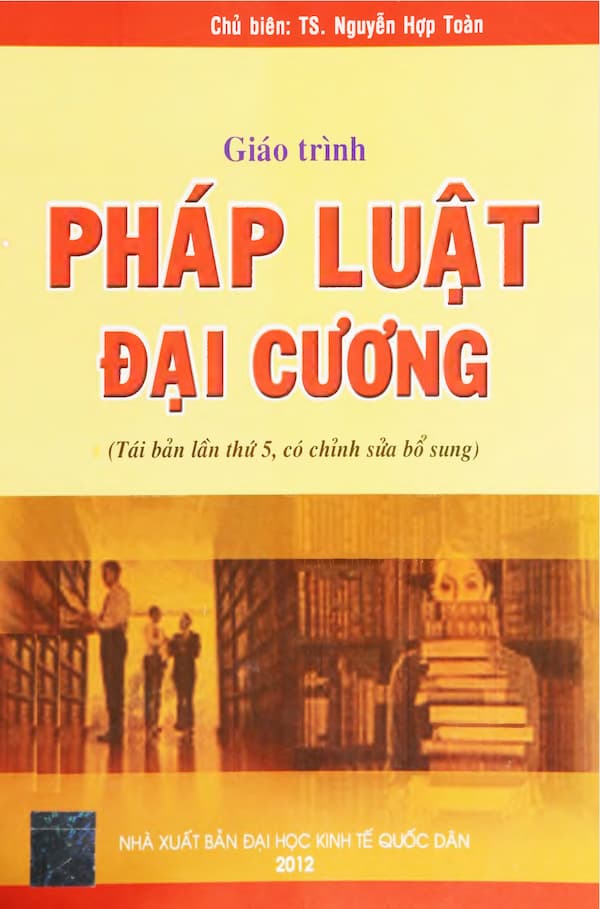 Chủ biên: TS. Nguyễn Hợp Toàn
Giáo trình
PHÁP LUẬT
ĐẠI CƯƠNG
(Tái bản lần thứ 5, có chỉnh sửa bổ sung)
NHÀ XUẤT BẢN ĐẠI HỌC KINH TẾ QUỐC DÂN
2012